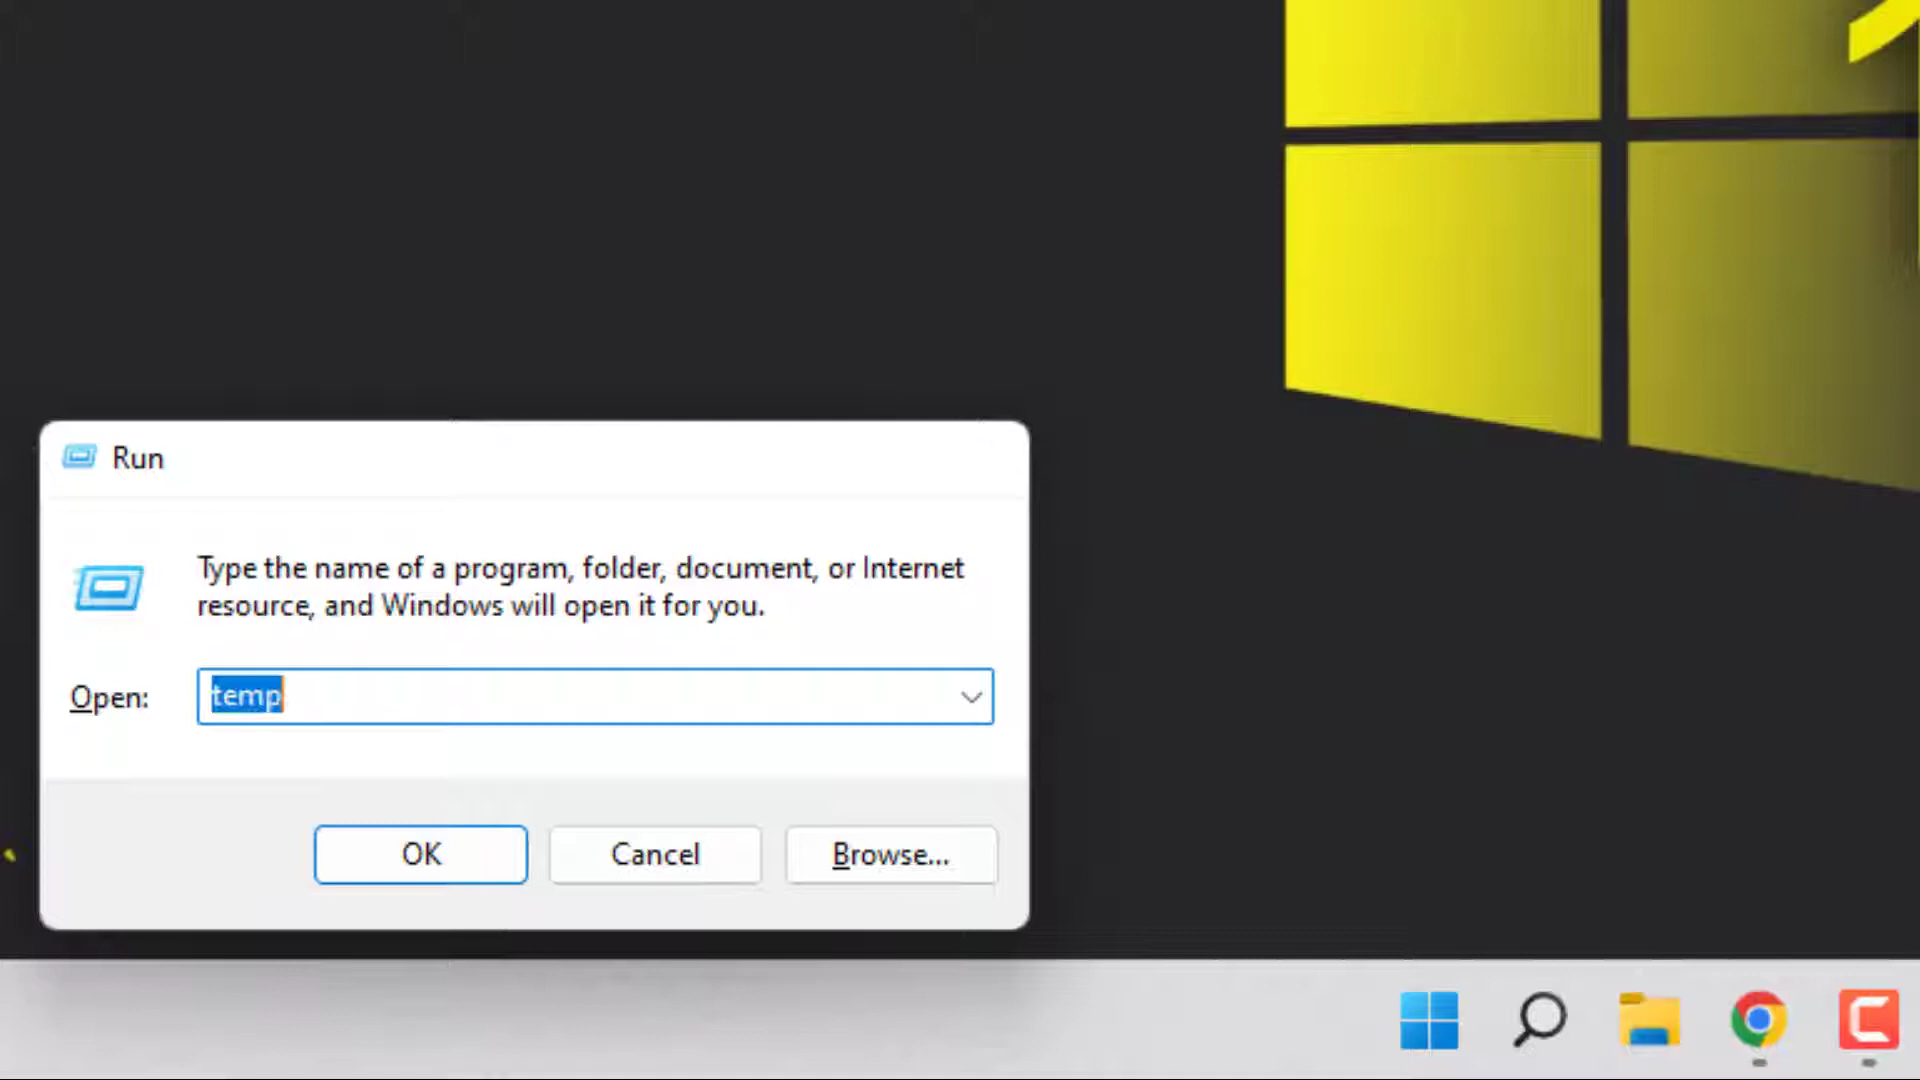 Run
Type the name of a program, folder, document, or Internet
resource, and Windows will open it for you.
Open:
temp
OK
Cancel
Browse...